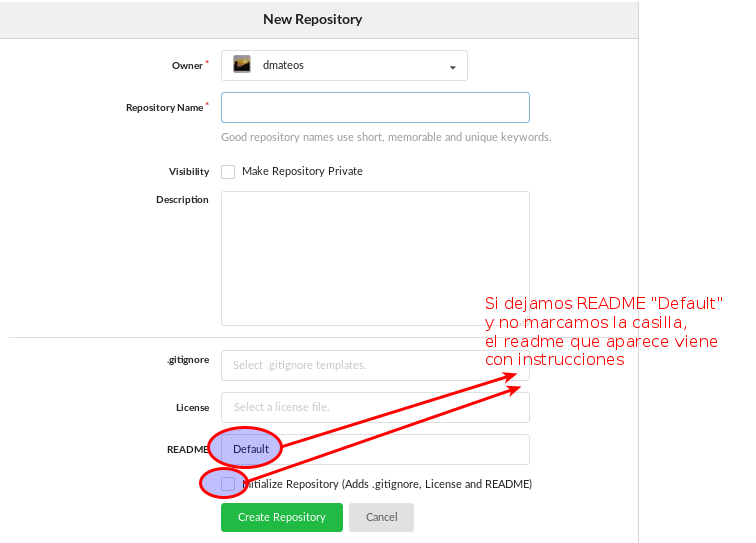 New Repository
Owner *
dmateos
Repository Name *
Good repository names use short, memorable and unique keywords.
Visibility
Make Repository Private
Description
Si dejamos README "Default"
y no marcamos la casilla,
el readme que aparece viene
con instrucciones
.gitignore
Select .gitignore templates.
License
Select a license file.
README
Default
Initialize Repository (Adds .gitignore, License and README)
Create Repository
Cancel